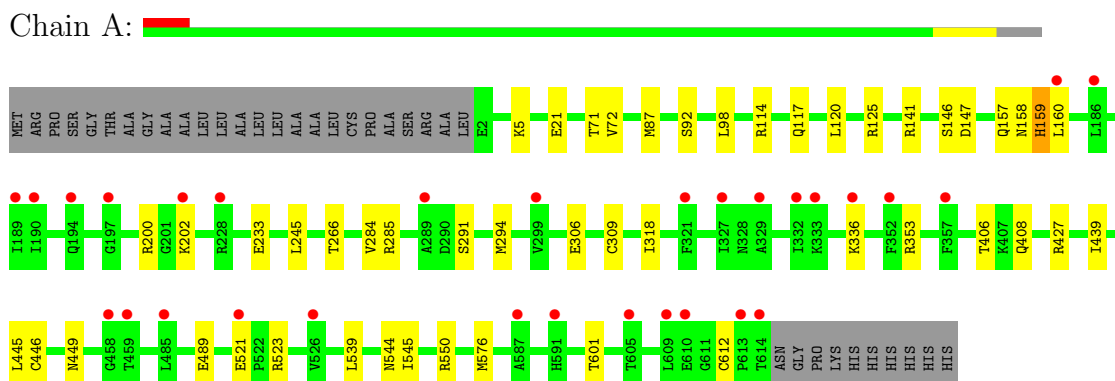 Chain A:
MET ARG PRO SER GLY THR ALA GLY ALA ALA LEU LEU ALA LEU LEU ALA ALA LEU CYS PRO ALA SER ARG ALA LEU E2 K5 E21 T71 V72 M87 S92 L98 R114 Q117 L120 R125 R141 S146 D147 Q157 N158 H159 L160 L186
I189 I190 Q194 G197 R200 G201 K202 R228 E233 L245 T266 V284 R285 A289 D290 S291 M294 V299 E306 C309 I318 F321 I327 N328 A329 I332 K333 K336 F352 R353 F357 T406 K407 Q408 R427 I439
L445 C446 N449 G458 T459 L485 E489 E521 P522 R523 V526 L539 N544 I545 R550 M576 A587 H591 T601 T605 L609 E610 G611 C612 P613 T614 ASN GLY PRO LYS HIS HIS HIS HIS HIS HIS